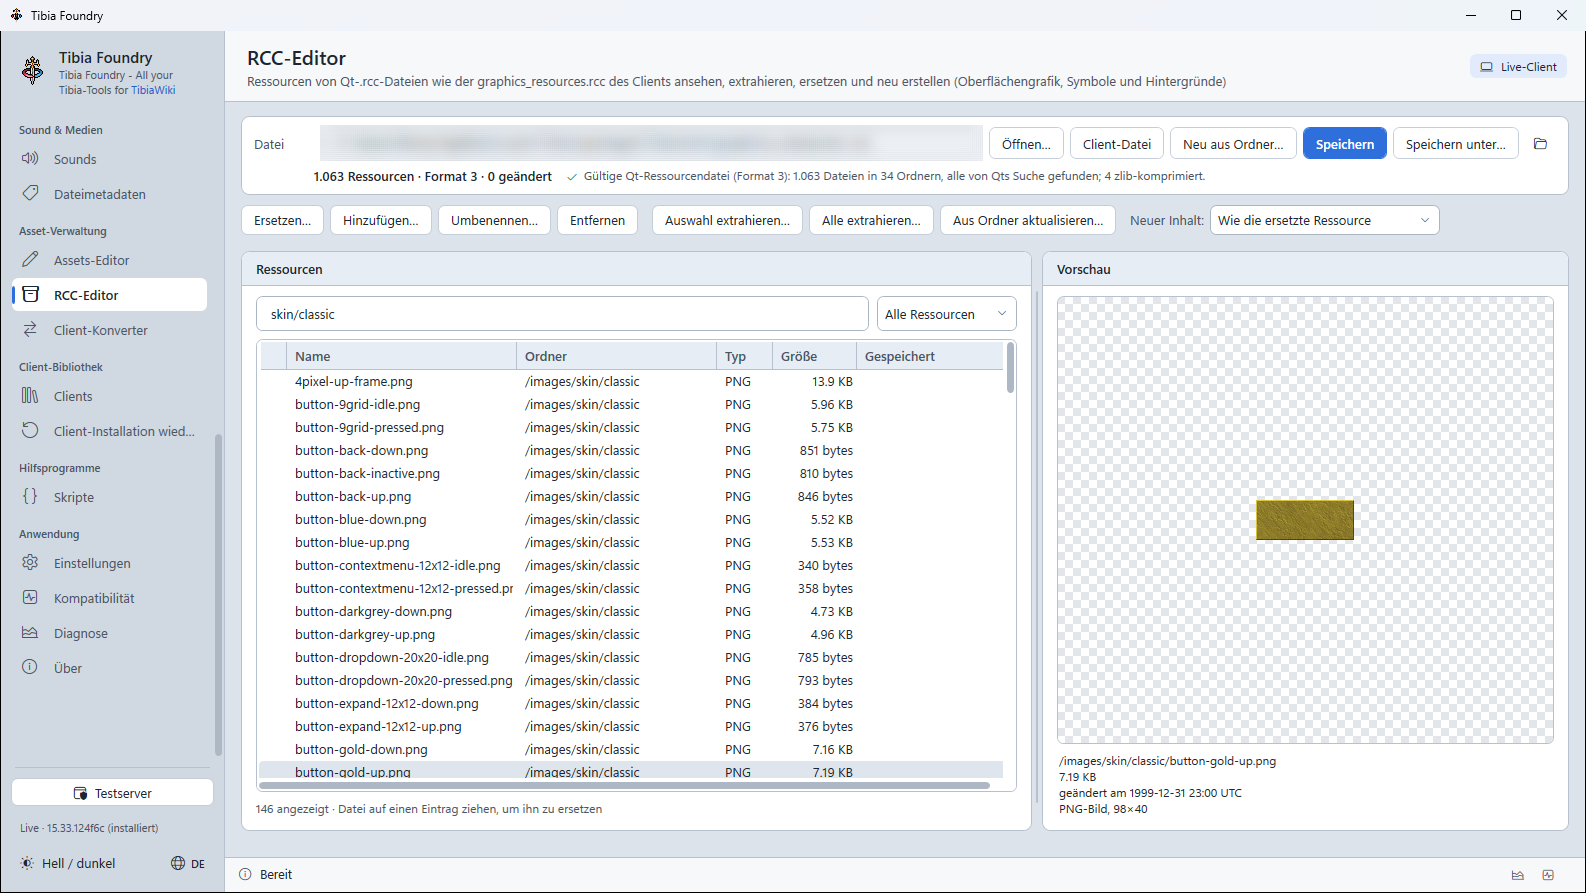 Tibia Foundry
Tibia Foundry
Tibia Foundry - All your
Tibia-Tools for TibiaWiki
Sound & Medien
Sounds
Dateimetadaten
Asset-Verwaltung
Assets-Editor
RCC-Editor
Client-Konverter
Client-Bibliothek
Clients
Client-Installation wied...
Hilfsprogramme
Skripte
Anwendung
Einstellungen
Kompatibilität
Diagnose
Über
Testserver
Live · 15.33.124f6c (installiert)
Hell / dunkel
DE
RCC-Editor
Ressourcen von Qt-.rcc-Dateien wie der graphics_resources.rcc des Clients ansehen, extrahieren, ersetzen und neu erstellen (Oberflächengrafik, Symbole und Hintergründe)
Live-Client
Datei
Öffnen...
Client-Datei
Neu aus Ordner...
Speichern
Speichern unter...
1.063 Ressourcen · Format 3 · 0 geändert
Gültige Qt-Ressourcendatei (Format 3): 1.063 Dateien in 34 Ordnern, alle von Qts Suche gefunden; 4 zlib-komprimiert.
Ersetzen...
Hinzufügen...
Umbenennen...
Entfernen
Auswahl extrahieren...
Alle extrahieren...
Aus Ordner aktualisieren...
Neuer Inhalt:
Wie die ersetzte Ressource
Ressourcen
skin/classic
Alle Ressourcen
Name Ordner Typ Größe Gespeichert
4pixel-up-frame.png /images/skin/classic PNG 13.9 KB
button-9grid-idle.png /images/skin/classic PNG 5.96 KB
button-9grid-pressed.png /images/skin/classic PNG 5.75 KB
button-back-down.png /images/skin/classic PNG 851 bytes
button-back-inactive.png /images/skin/classic PNG 810 bytes
button-back-up.png /images/skin/classic PNG 846 bytes
button-blue-down.png /images/skin/classic PNG 5.52 KB
button-blue-up.png /images/skin/classic PNG 5.53 KB
button-contextmenu-12x12-idle.png /images/skin/classic PNG 340 bytes
button-contextmenu-12x12-pressed.pr /images/skin/classic PNG 358 bytes
button-darkgrey-down.png /images/skin/classic PNG 4.73 KB
button-darkgrey-up.png /images/skin/classic PNG 4.96 KB
button-dropdown-20x20-idle.png /images/skin/classic PNG 785 bytes
button-dropdown-20x20-pressed.png /images/skin/classic PNG 793 bytes
button-expand-12x12-down.png /images/skin/classic PNG 384 bytes
button-expand-12x12-up.png /images/skin/classic PNG 376 bytes
button-gold-down.png /images/skin/classic PNG 7.16 KB
button-gold-up.png /images/skin/classic PNG 7.19 KB
146 angezeigt · Datei auf einen Eintrag ziehen, um ihn zu ersetzen
Vorschau
/images/skin/classic/button-gold-up.png
7.19 KB
geändert am 1999-12-31 23:00 UTC
PNG-Bild, 98×40
Bereit